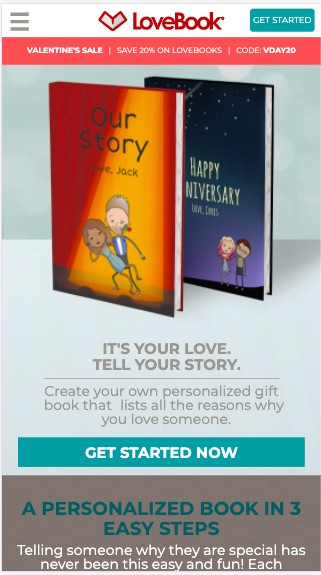 LoveBook
GET STARTED
VALENTINE'S SALE | SAVE 20% ON LOVEBOOKS | CODE: VDAY20
Our
Story
Jack
HAPPY
LOVE, CHRIS
IT'S YOUR LOVE.
TELL YOUR STORY.
Create your own personalized gift
book that lists all the reasons why
you love someone.
GET STARTED NOW
A PERSONALIZED BOOK IN 3
EASY STEPS
Telling someone why they are special has
never been this easy and fun! Each